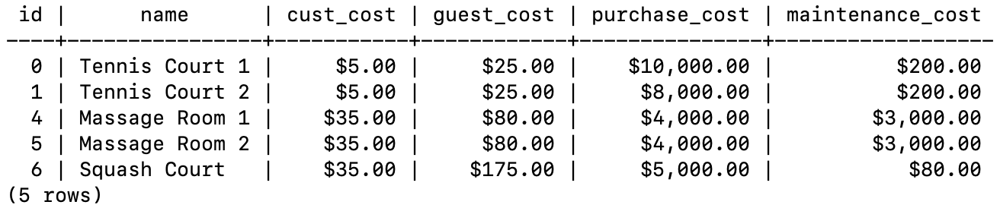 id |      name       | cust_cost | guest_cost | purchase_cost | maintenance_cost
----+-----------------+-----------+------------+---------------+------------------
  0 | Tennis Court 1  |     $5.00 |     $25.00 |    $10,000.00 |          $200.00
  1 | Tennis Court 2  |     $5.00 |     $25.00 |     $8,000.00 |          $200.00
  4 | Massage Room 1  |    $35.00 |     $80.00 |     $4,000.00 |        $3,000.00
  5 | Massage Room 2  |    $35.00 |     $80.00 |     $4,000.00 |        $3,000.00
  6 | Squash Court    |    $35.00 |    $175.00 |     $5,000.00 |           $80.00
(5 rows)